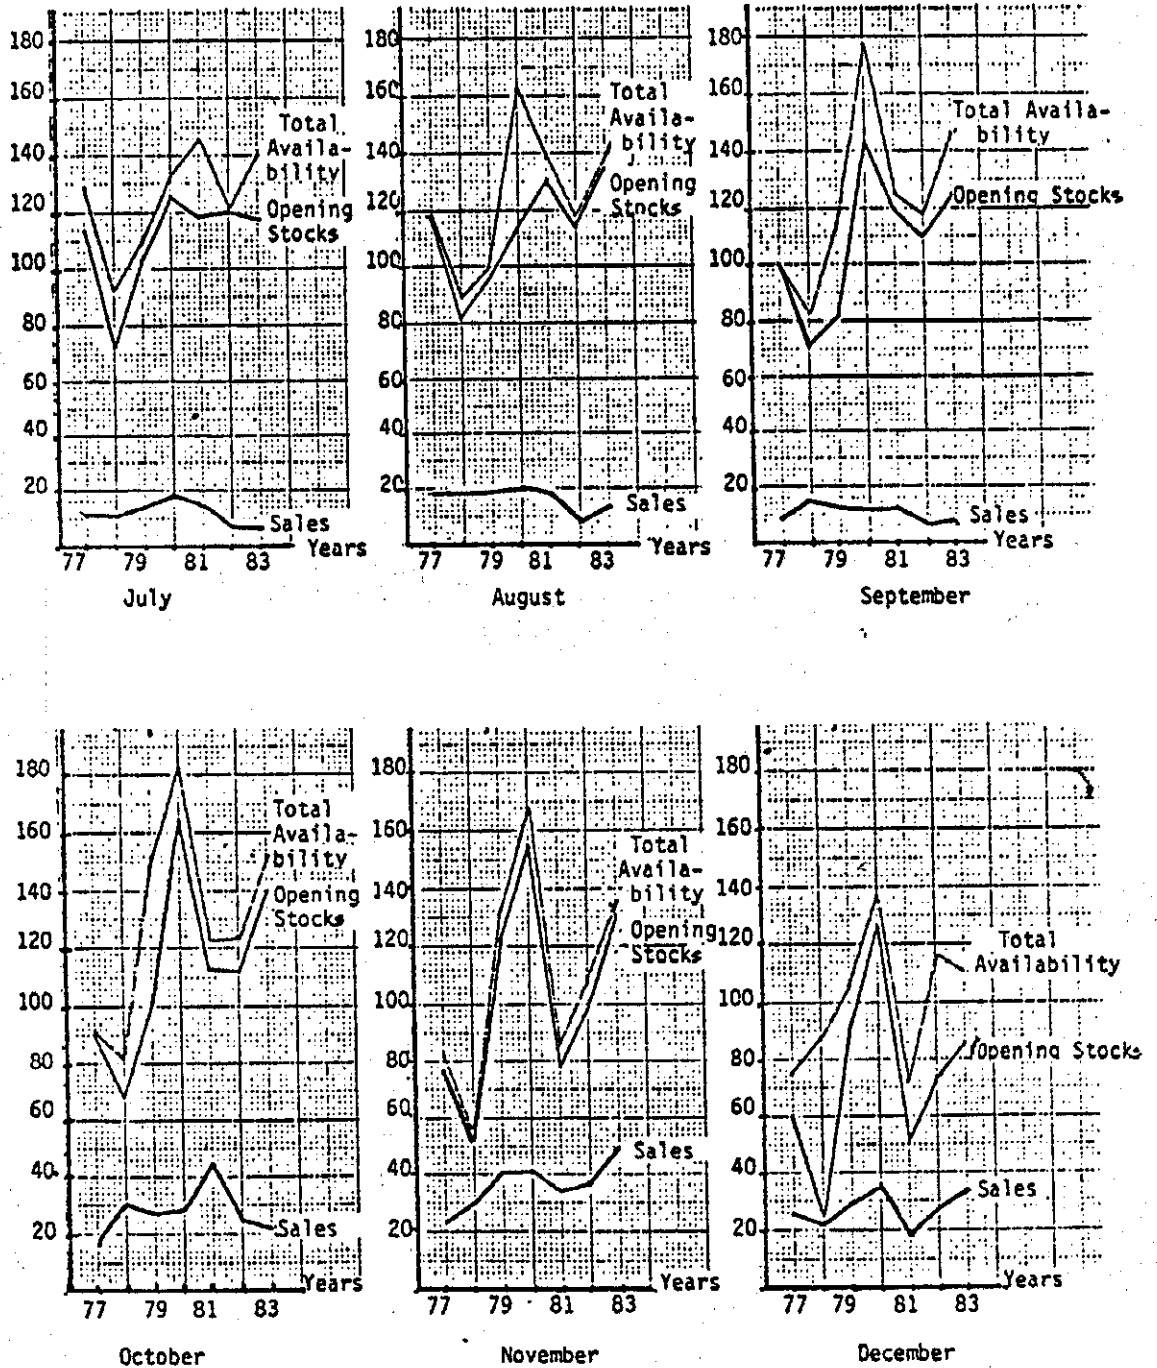 180
160
140
120
100
80
60
40
20
Total
Availa-
bility
Opening
Stocks
Sales
Years
77 79 81 83
July
180
160
140
120
100
80
60
40
20
Total
Availa-
bility
Opening
Stocks
Sales
Years
77 79 81 83
August
180
160
140
120
100
80
60
40
20
Total Availa-
bility
Opening Stocks
Sales
Years
77 79 81 83
September
180
160
140
120
100
80
60
40
20
Total
Availa-
bility
Opening
Stocks
Sales
Years
77 79 81 83
October
180
160
140
120
100
80
60
40
20
Total
Availa-
bility
Opening
Stocks
Sales
Years
77 79 81 83
November
180
160
140
120
100
80
60
40
20
Total
Availability
Opening Stocks
Sales
Years
77 79 81 83
December